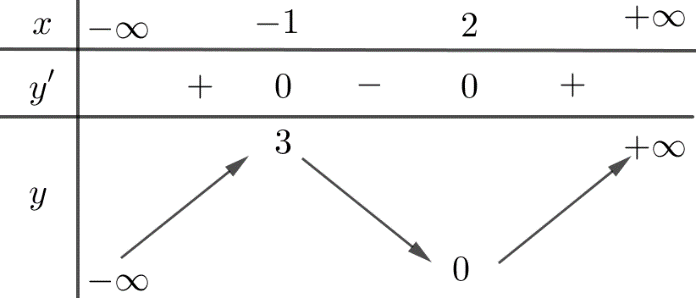 x −∞ −1 2 +∞
y′ + 0 − 0 +
3 +∞
y
−∞ 0